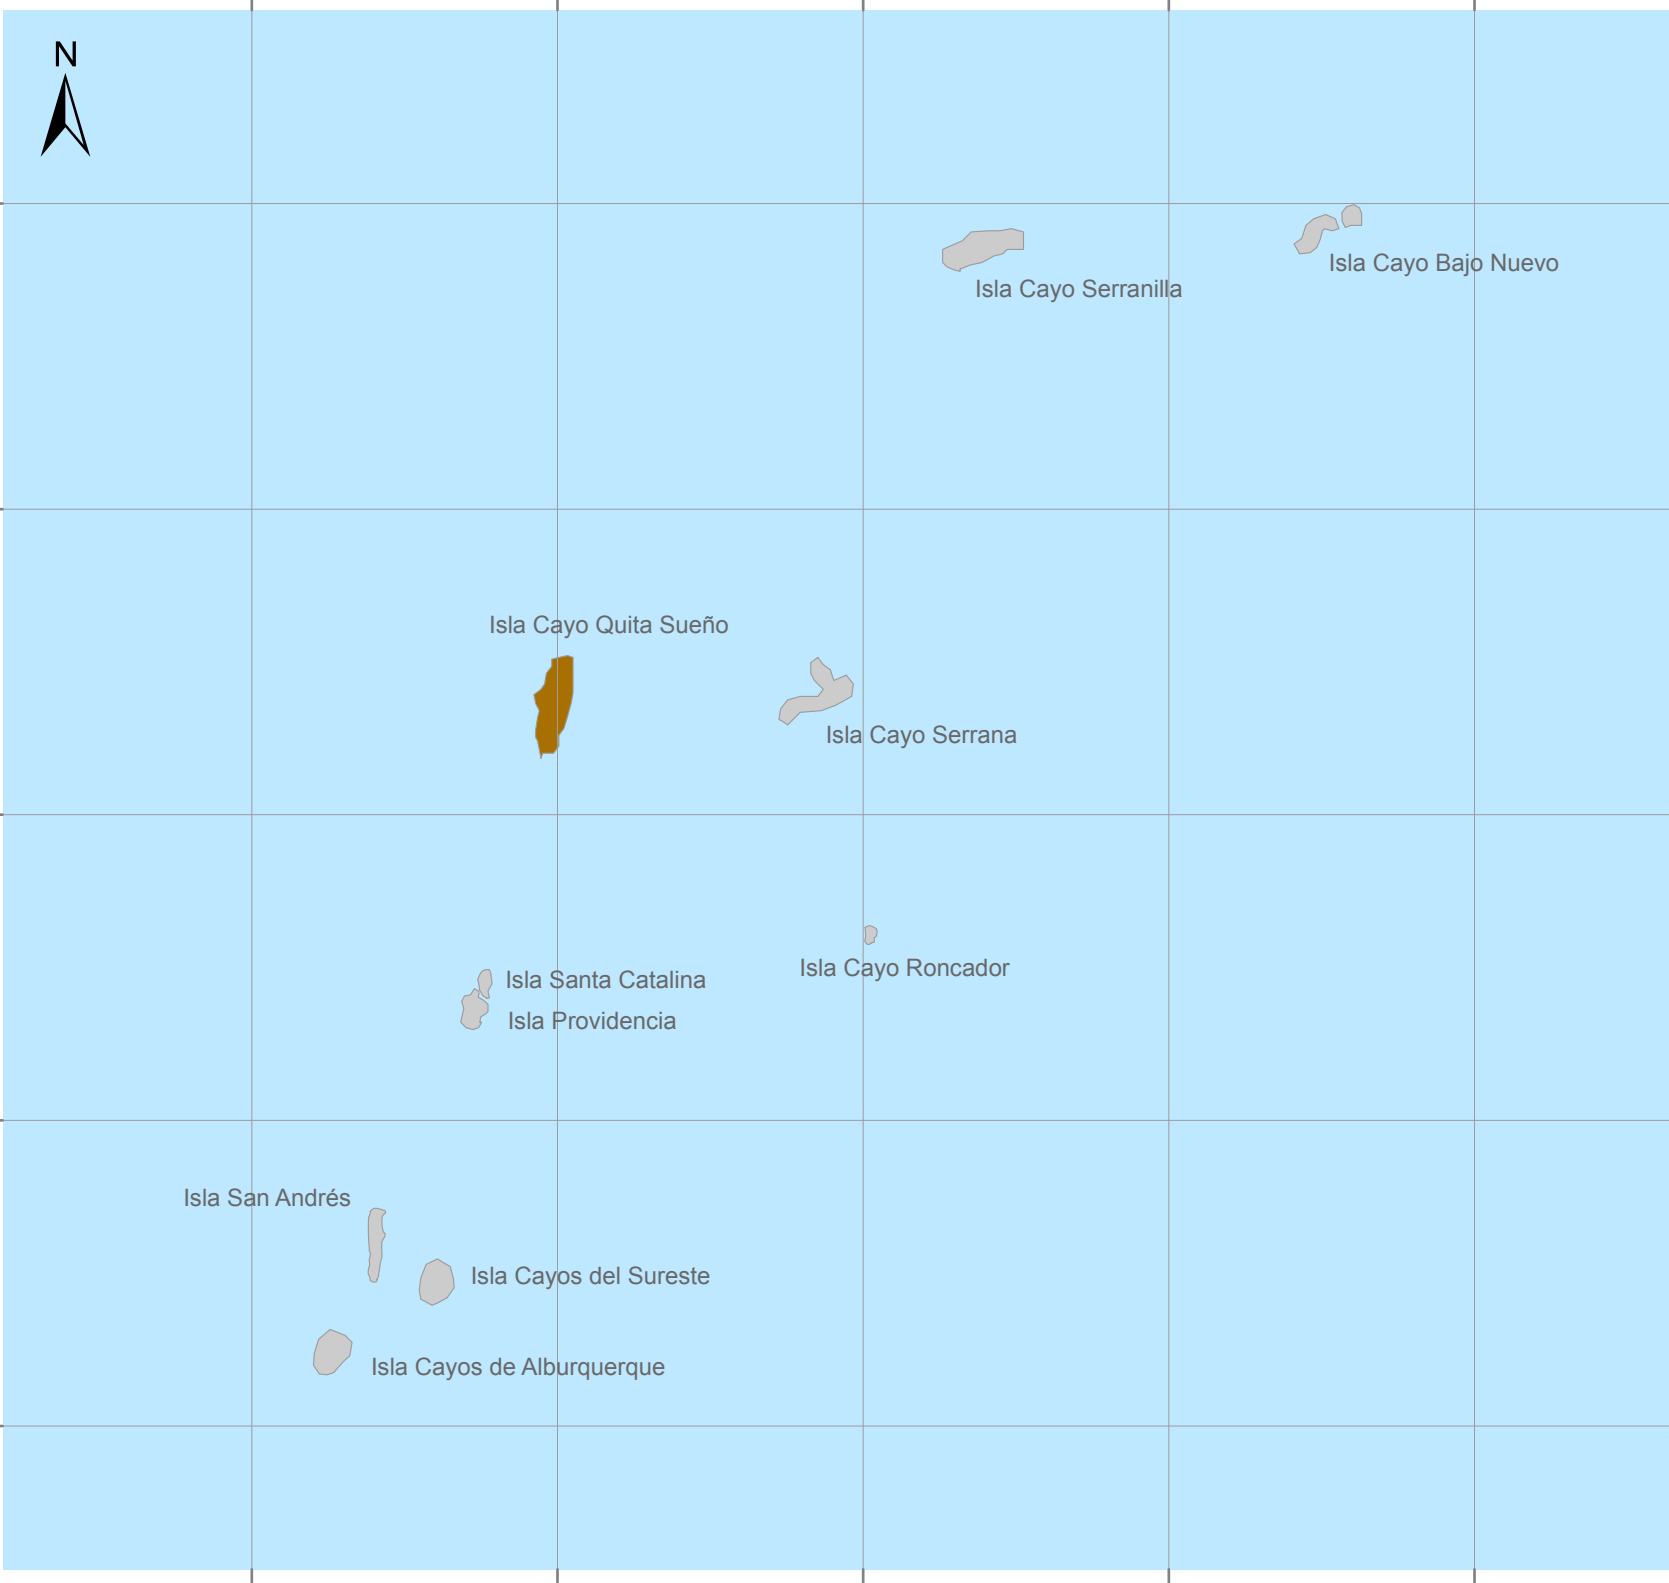 N
Isla Cayo Bajo Nuevo
Isla Cayo Serranilla
Isla Cayo Quita Sueño
Isla Cayo Serrana
Isla Cayo Roncador
Isla Santa Catalina
Isla Providencia
Isla San Andrés
Isla Cayos del Sureste
Isla Cayos de Alburquerque